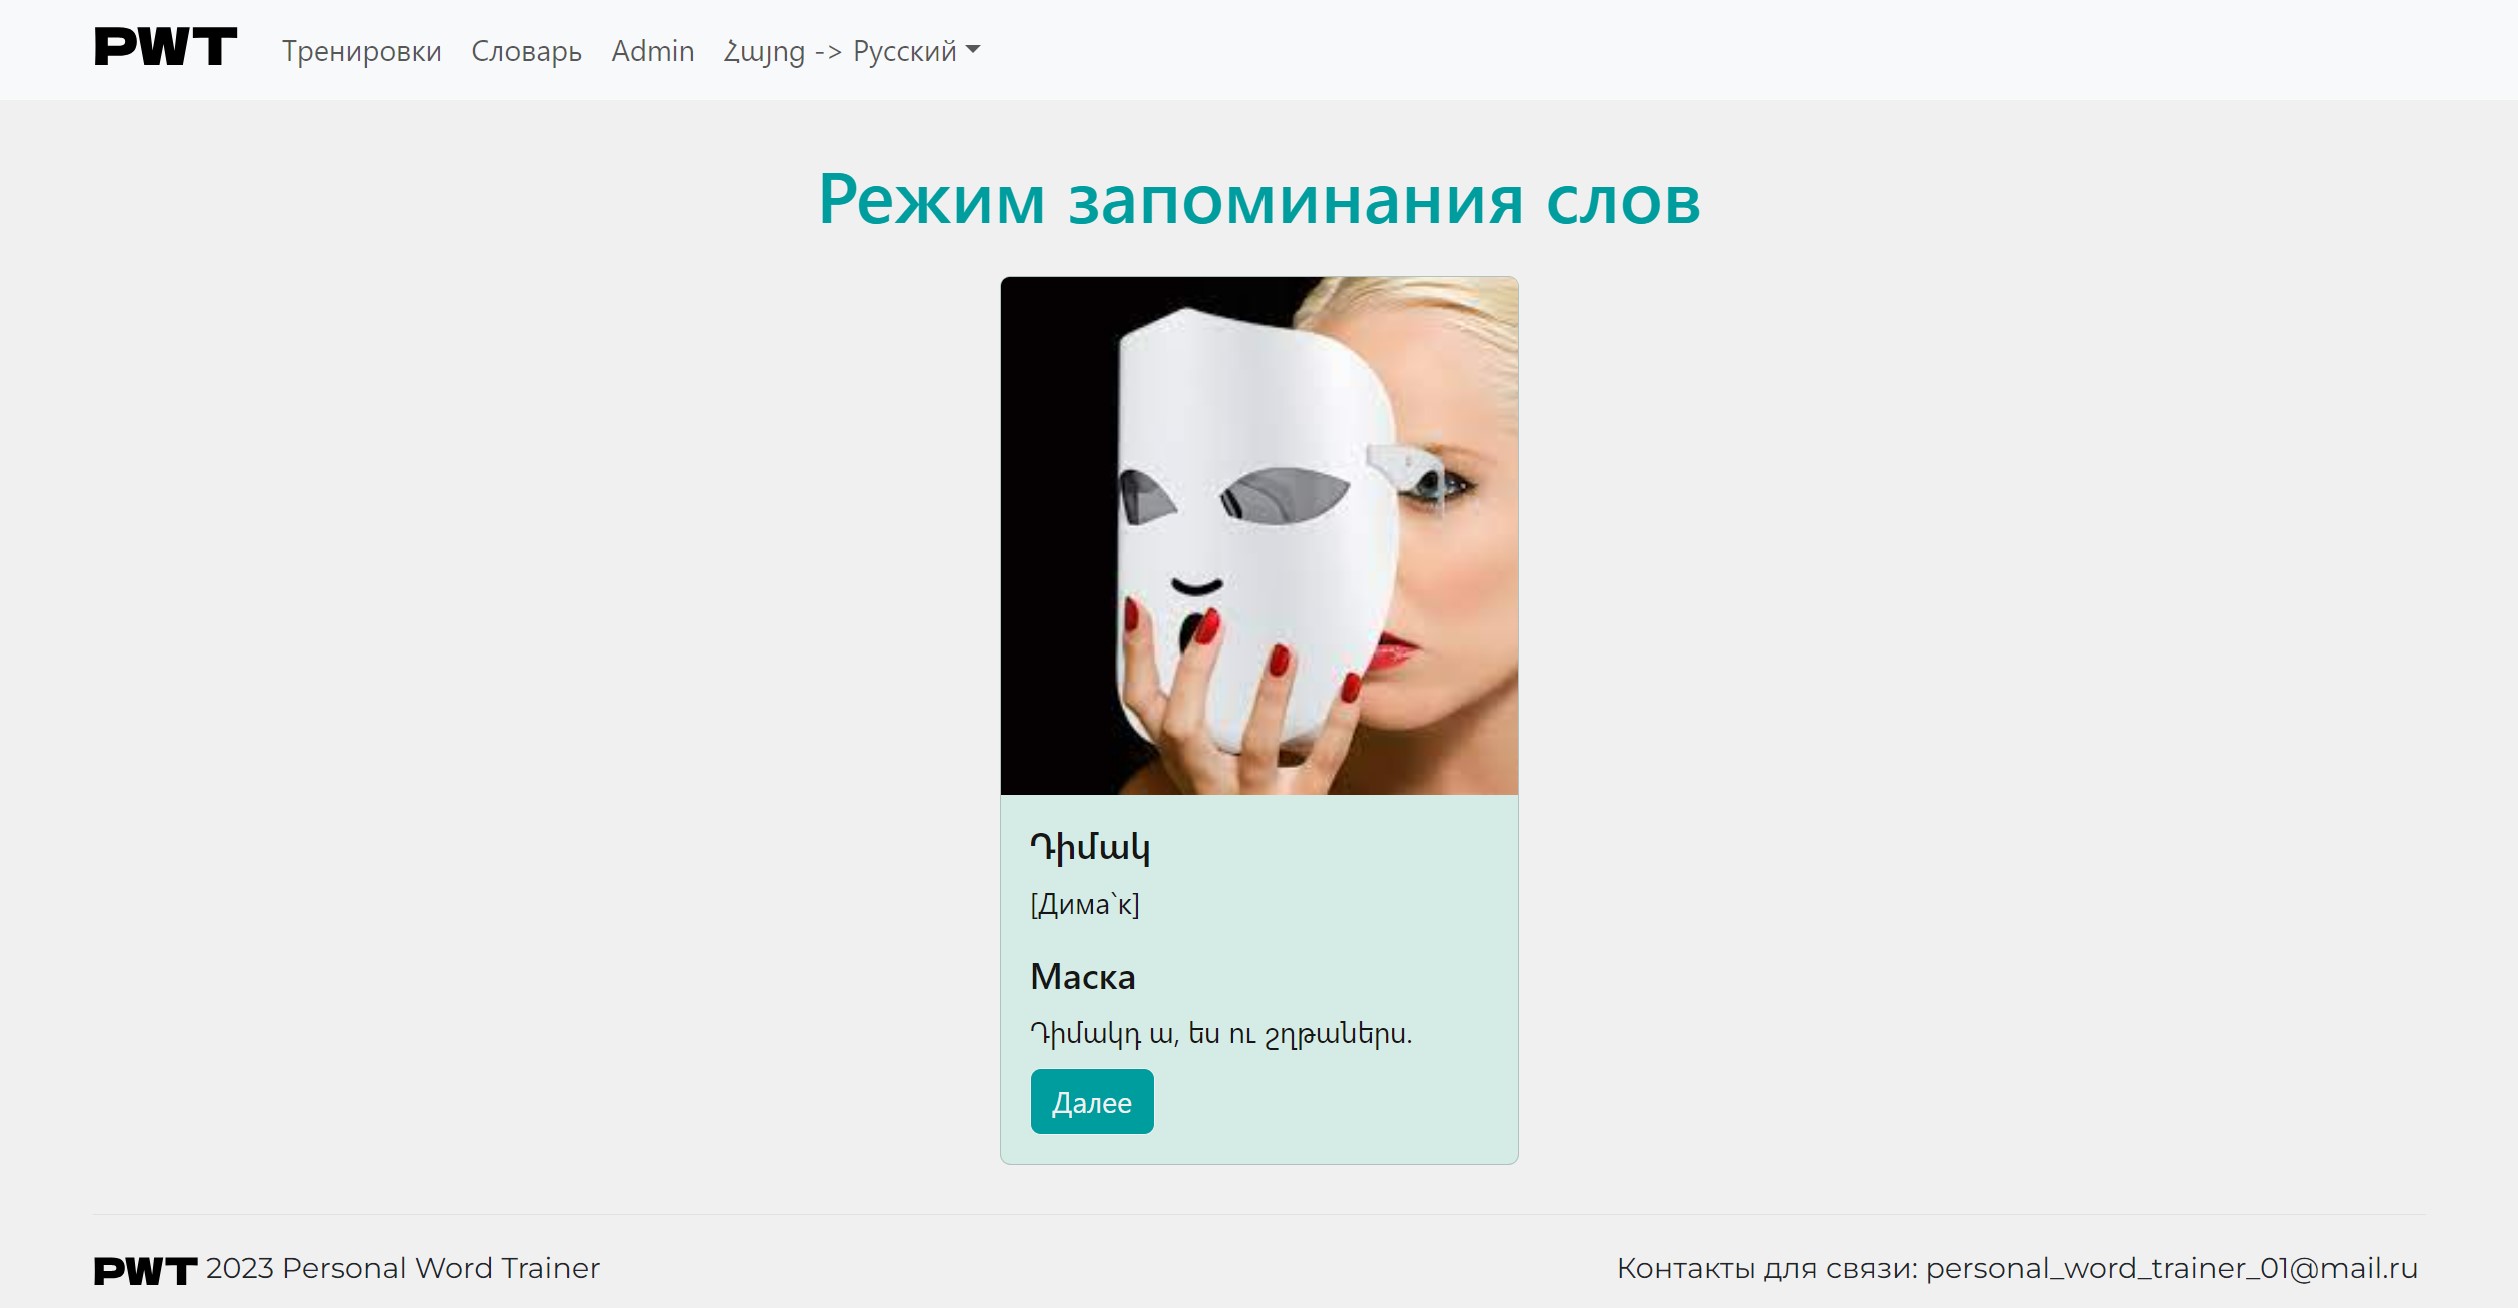 PWT Тренировки Словарь Admin Հայng -> Русский
Режим запоминания слов
Դիմակ
[Дима`к]
Маска
Դիմակդ ա, ես ու շղթաներս.
Далее
PWT 2023 Personal Word Trainer
Контакты для связи: personal_word_trainer_01@mail.ru